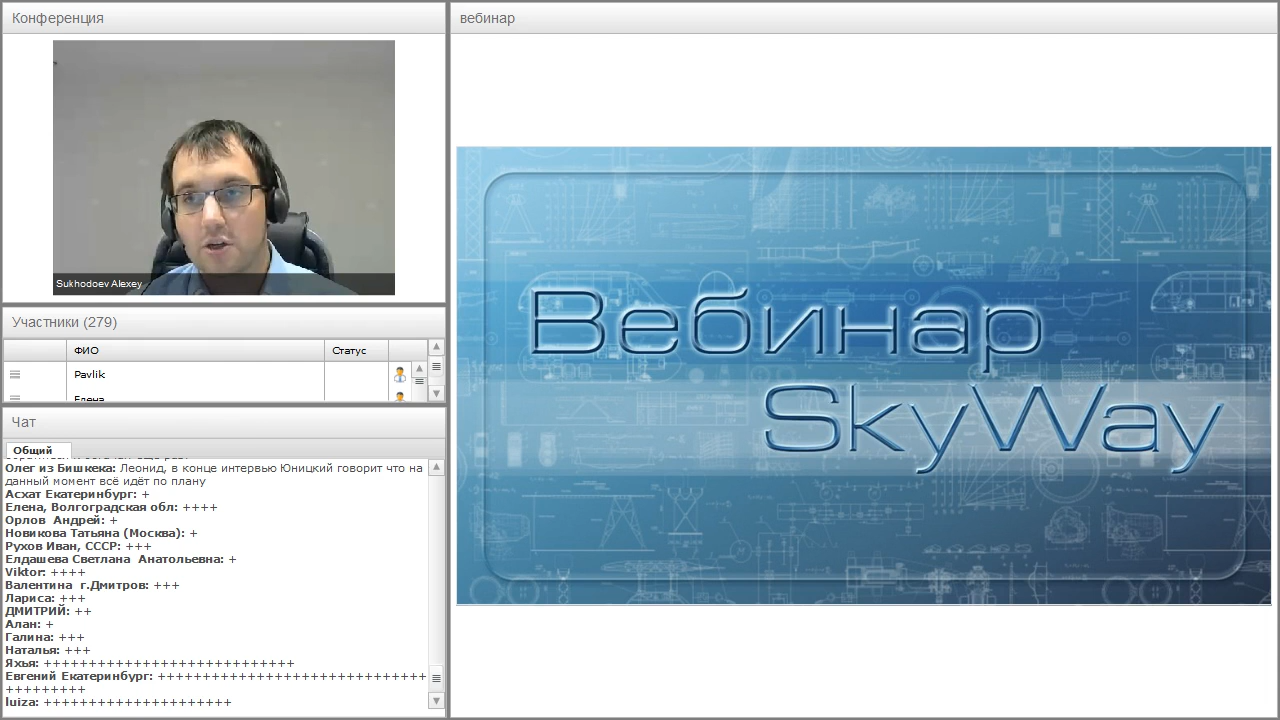 Конференция
Sukhodoev Alexey
Участники (279)
ФИО
Статус
Pavlik
Елена
Чат
Общий
Олег из Бишкека: Леонид, в конце интервью Юницкий говорит что на
данный момент всё идёт по плану
Асхат Екатеринбург: +
Елена, Волгоградская обл: ++++
Орлов Андрей: +
Новикова Татьяна (Москва): +
Рухов Иван, СССР: +++
Елдашева Светлана Анатольевна: +
Viktor: ++++
Валентина г.Дмитров: +++
Лариса: +++
ДМИТРИЙ: ++
Алан: +
Галина: +++
Наталья: +++
Яхья: ++++++++++++++++++++++++++++
Евгений Екатеринбург: ++++++++++++++++++++++++++++++
+++++++++
luiza: +++++++++++++++++++++
вебинар
Вебинар
SkyWay